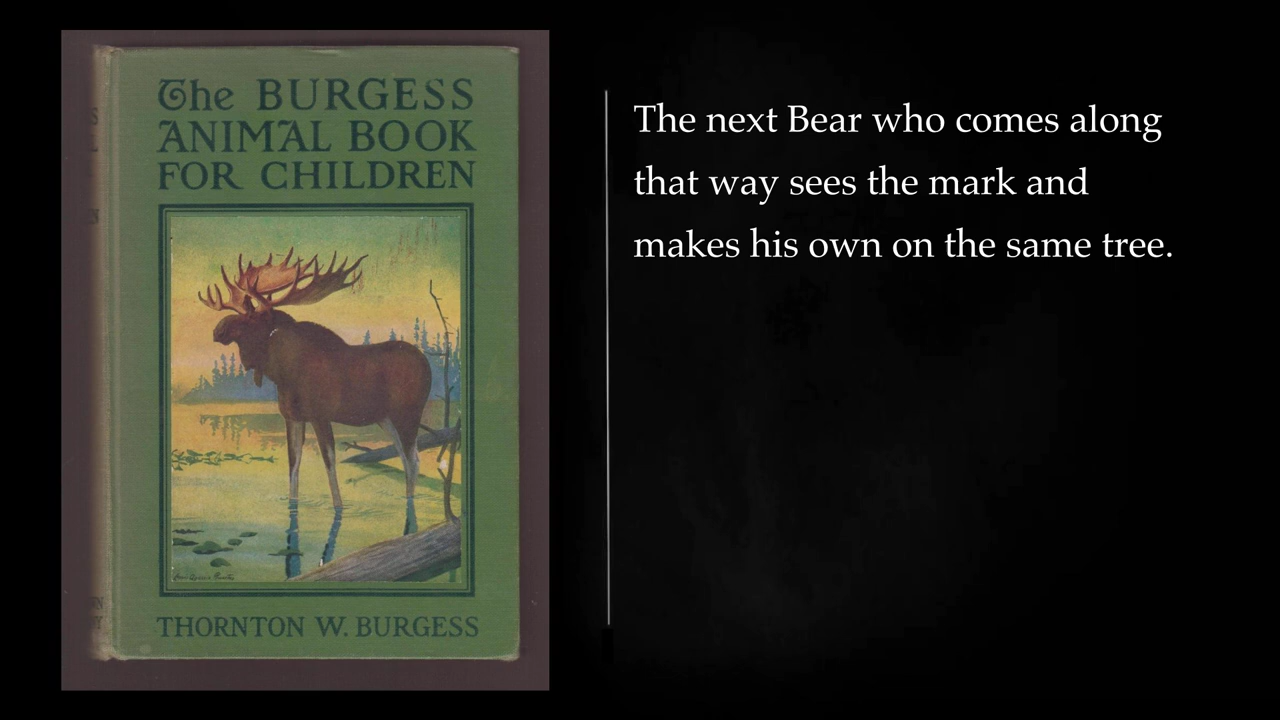 The BURGESS
ANIMAL BOOK
FOR CHILDREN
THORNTON W. BURGESS
The next Bear who comes along
that way sees the mark and
makes his own on the same tree.